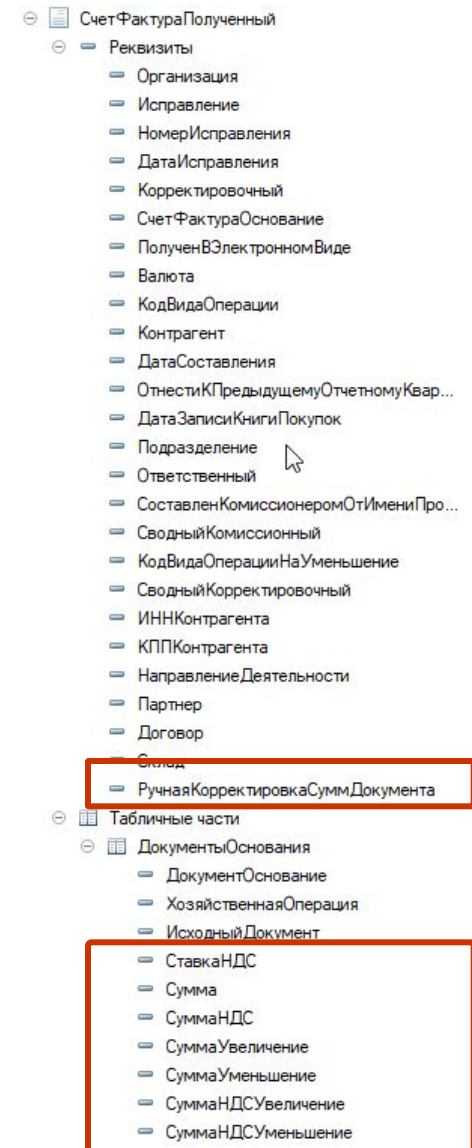 СчетФактураПолученный
Реквизиты
Организация
Исправление
НомерИсправления
ДатаИсправления
Корректировочный
СчетФактураОснование
ПолученВЭлектронномВиде
Валюта
КодВидаОперации
Контрагент
ДатаСоставления
ОтнестиКПредыдущемуОтчетномуКвар...
ДатаЗаписиКнигиПокупок
Подразделение
Ответственный
СоставленКомиссионеромОтИмениПро...
СводныйКомиссионный
КодВидаОперацииНаУменьшение
СводныйКорректировочный
ИННКонтрагента
КППКонтрагента
НаправлениеДеятельности
Партнер
Договор
Склад
РучнаяКорректировкаСуммДокумента
Табличные части
ДокументыОснования
ДокументОснование
ХозяйственнаяОперация
ИсходныйДокумент
СтавкаНДС
Сумма
СуммаНДС
СуммаУвеличение
СуммаУменьшение
СуммаНДСУвеличение
СуммаНДСУменьшение